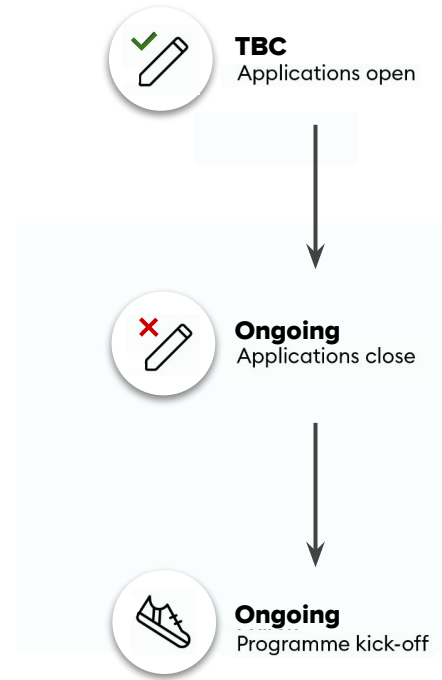 TBC
Applications open
Ongoing
Applications close
Ongoing
Programme kick-off